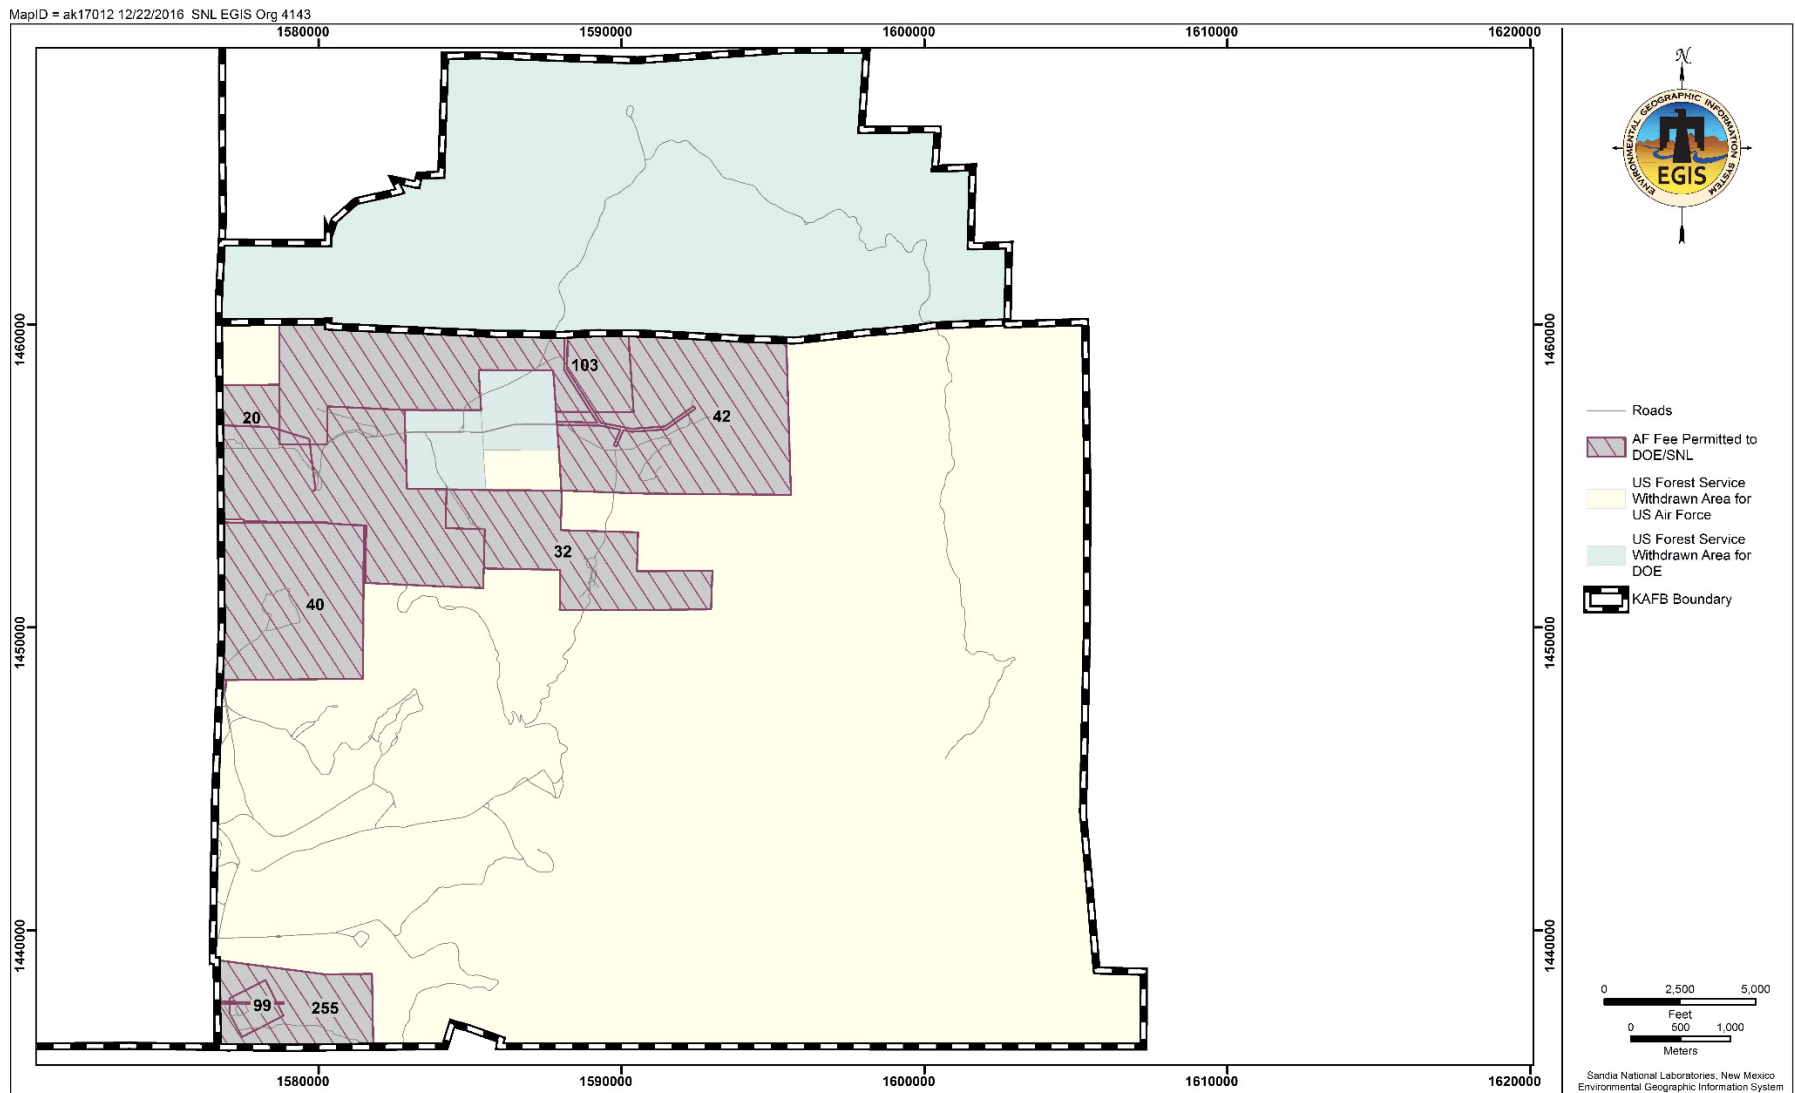 MapID = ak17012 12/22/2016 SNL EGIS Org 4143
1580000 1590000 1600000 1610000 1620000
N
ENVIRONMENTAL GEOGRAPHIC INFORMATION SYSTEM
EGIS
1460000 1460000
103
20
42
Roads
AF Fee Permitted to
DOE/SNL
US Forest Service
Withdrawn Area for
US Air Force
US Forest Service
Withdrawn Area for
DOE
KAFB Boundary
32
40
1450000 1450000
1440000 1440000
99
255
0 2,500 5,000
Feet
0 500 1,000
Meters
1580000 1590000 1600000 1610000 1620000
Sandia National Laboratories, New Mexico
Environmental Geographic Information System